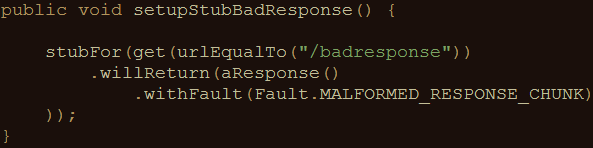 public void setupStubBadResponse() {
stubFor(get(urlEqualTo("/badresponse"))
.willReturn(aResponse()
.withFault(Fault.MALFORMED_RESPONSE_CHUNK)
));
}